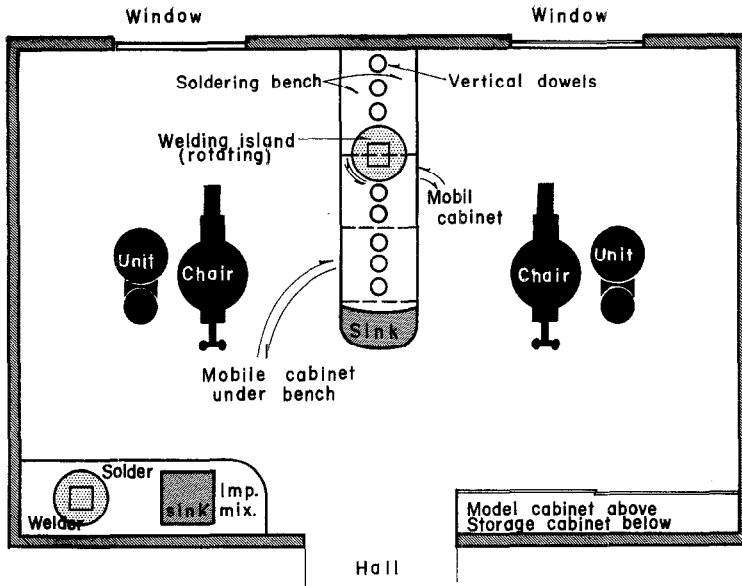 Window
Window
Soldering bench
Vertical dowels
Welding island
(rotating)
Mobil
cabinet
Unit
Chair
Chair
Unit
Sink
Mobile cabinet
under bench
Solder
Welder
sink
Imp.
mix.
Model cabinet above
Storage cabinet below
Hall